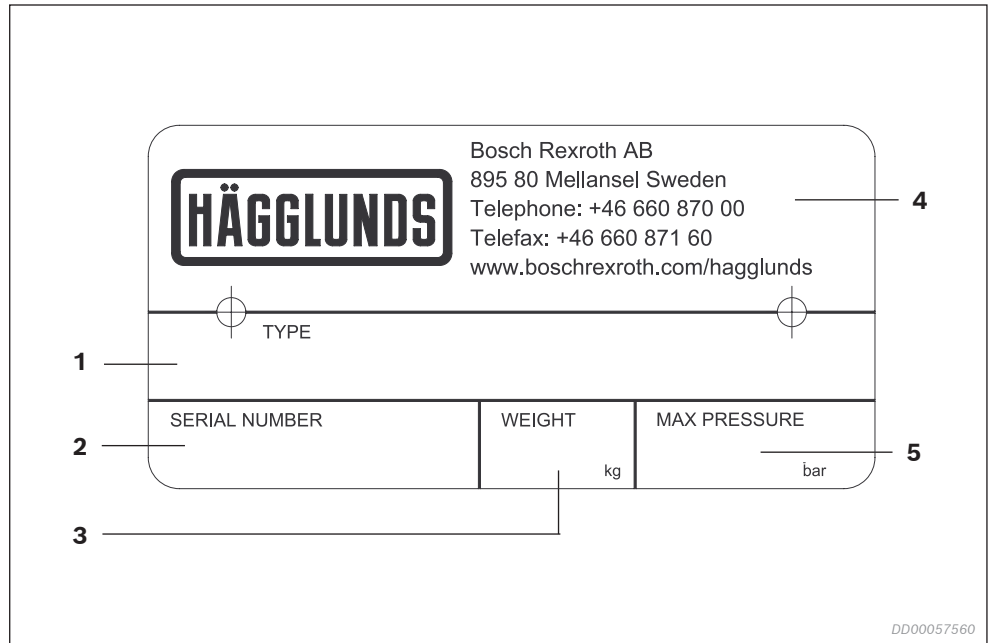 HÄGGLUNDS
Bosch Rexroth AB
895 80 Mellansel Sweden
Telephone: +46 660 870 00
Telefax: +46 660 871 60
www.boschrexroth.com/hagglunds
4
TYPE
1
SERIAL NUMBER
WEIGHT
MAX PRESSURE
2
5
kg
bar
3
DD00057560